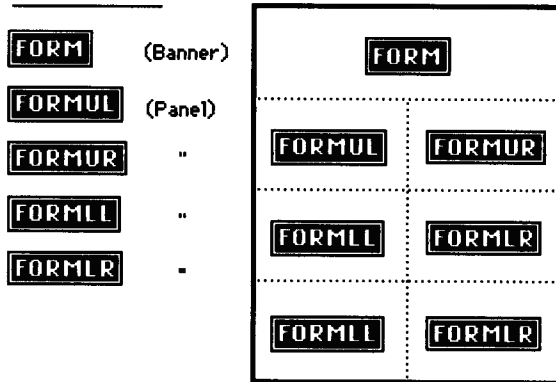 FORM (Banner)
FORMUL (Panel)
FORMUR "
FORMLL "
FORMLR "
FORM
FORMUL FORMUR
FORMLL FORMLR
FORMLL FORMLR